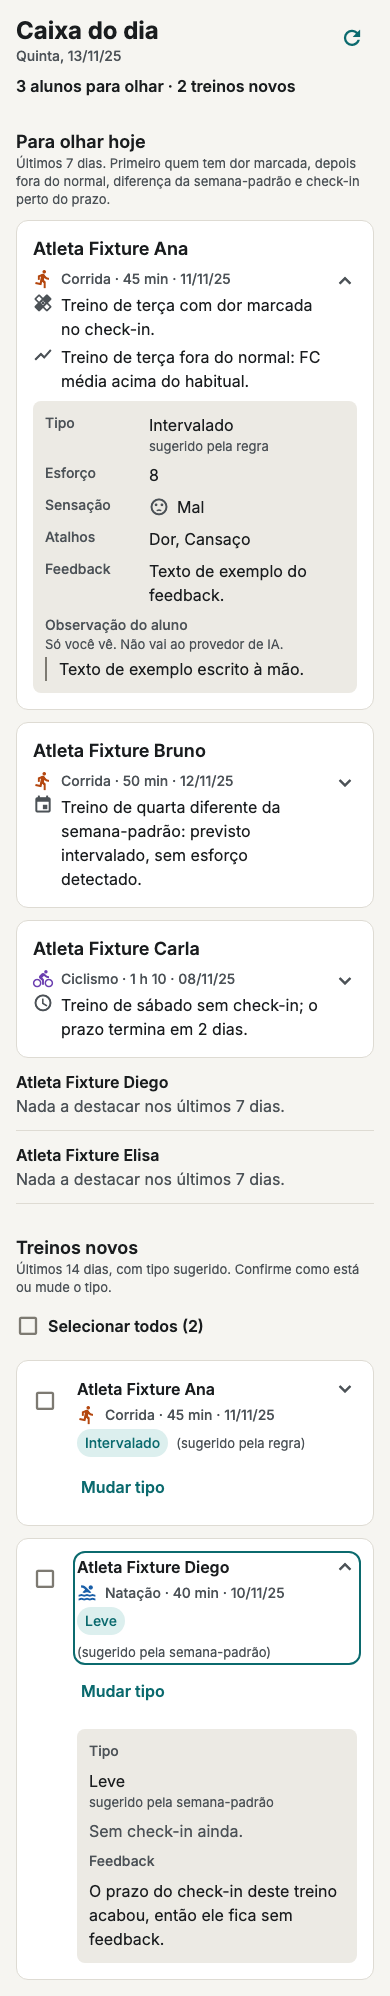 Caixa do dia
Quinta, 13/11/25
3 alunos para olhar · 2 treinos novos
Para olhar hoje
Últimos 7 dias. Primeiro quem tem dor marcada, depois
fora do normal, diferença da semana-padrão e check-in
perto do prazo.
Atleta Fixture Ana
Corrida · 45 min · 11/11/25
Treino de terça com dor marcada
no check-in.
Treino de terça fora do normal: FC
média acima do habitual.
Tipo
Intervalado
sugerido pela regra
Esforço
8
Sensação
Mal
Atalhos
Dor, Cansaço
Feedback
Texto de exemplo do
feedback.
Observação do aluno
Só você vê. Não vai ao provedor de IA.
Texto de exemplo escrito à mão.
Atleta Fixture Bruno
Corrida · 50 min · 12/11/25
Treino de quarta diferente da
semana-padrão: previsto
intervalado, sem esforço
detectado.
Atleta Fixture Carla
Ciclismo · 1 h 10 · 08/11/25
Treino de sábado sem check-in; o
prazo termina em 2 dias.
Atleta Fixture Diego
Nada a destacar nos últimos 7 dias.
Atleta Fixture Elisa
Nada a destacar nos últimos 7 dias.
Treinos novos
Últimos 14 dias, com tipo sugerido. Confirme como está
ou mude o tipo.
Selecionar todos (2)
Atleta Fixture Ana
Corrida · 45 min · 11/11/25
Intervalado (sugerido pela regra)
Mudar tipo
Atleta Fixture Diego
Natação · 40 min · 10/11/25
Leve
(sugerido pela semana-padrão)
Mudar tipo
Tipo
Leve
sugerido pela semana-padrão
Sem check-in ainda.
Feedback
O prazo do check-in deste treino
acabou, então ele fica sem
feedback.